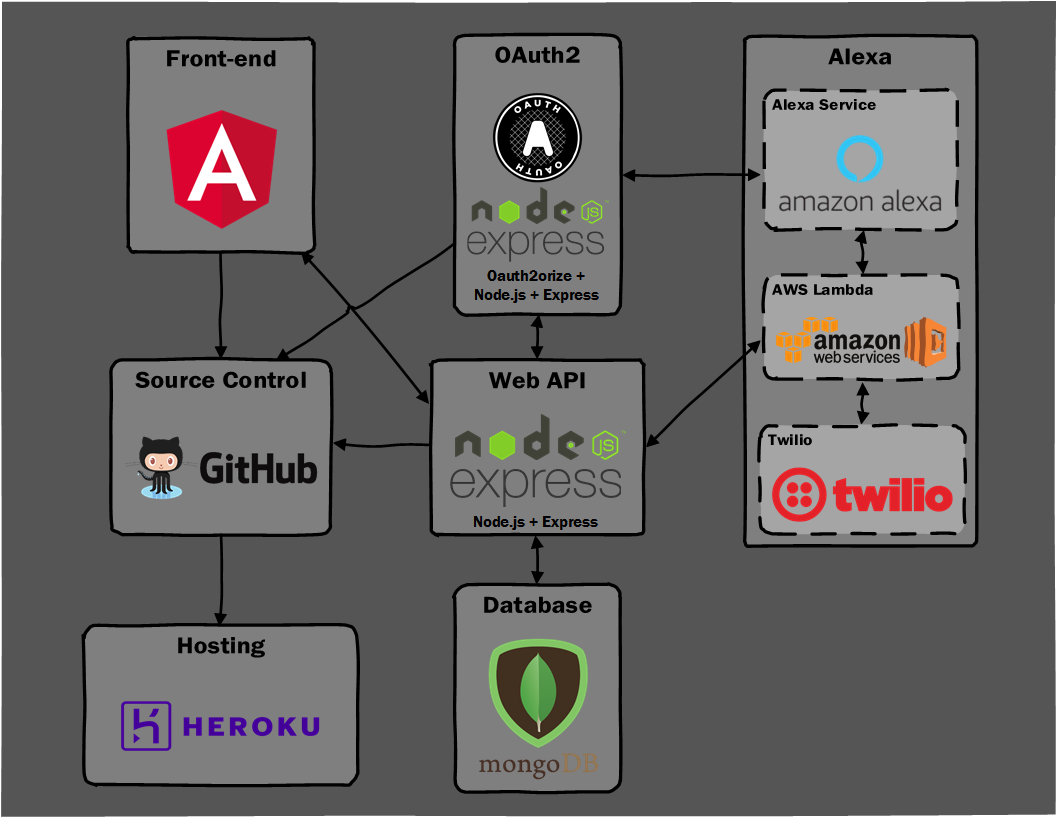 Front-end
A
OAuth2
OAUTH
A
OAUTH
node
JS
™
express
Oauth2orize +
Node.js + Express
Alexa
Alexa Service
amazon alexa
AWS Lambda
amazon
webservices
Twilio
twilio
Source Control
GitHub
Web API
node
JS
™
express
Node.js + Express
Hosting
HEROKU
Database
mongoDB